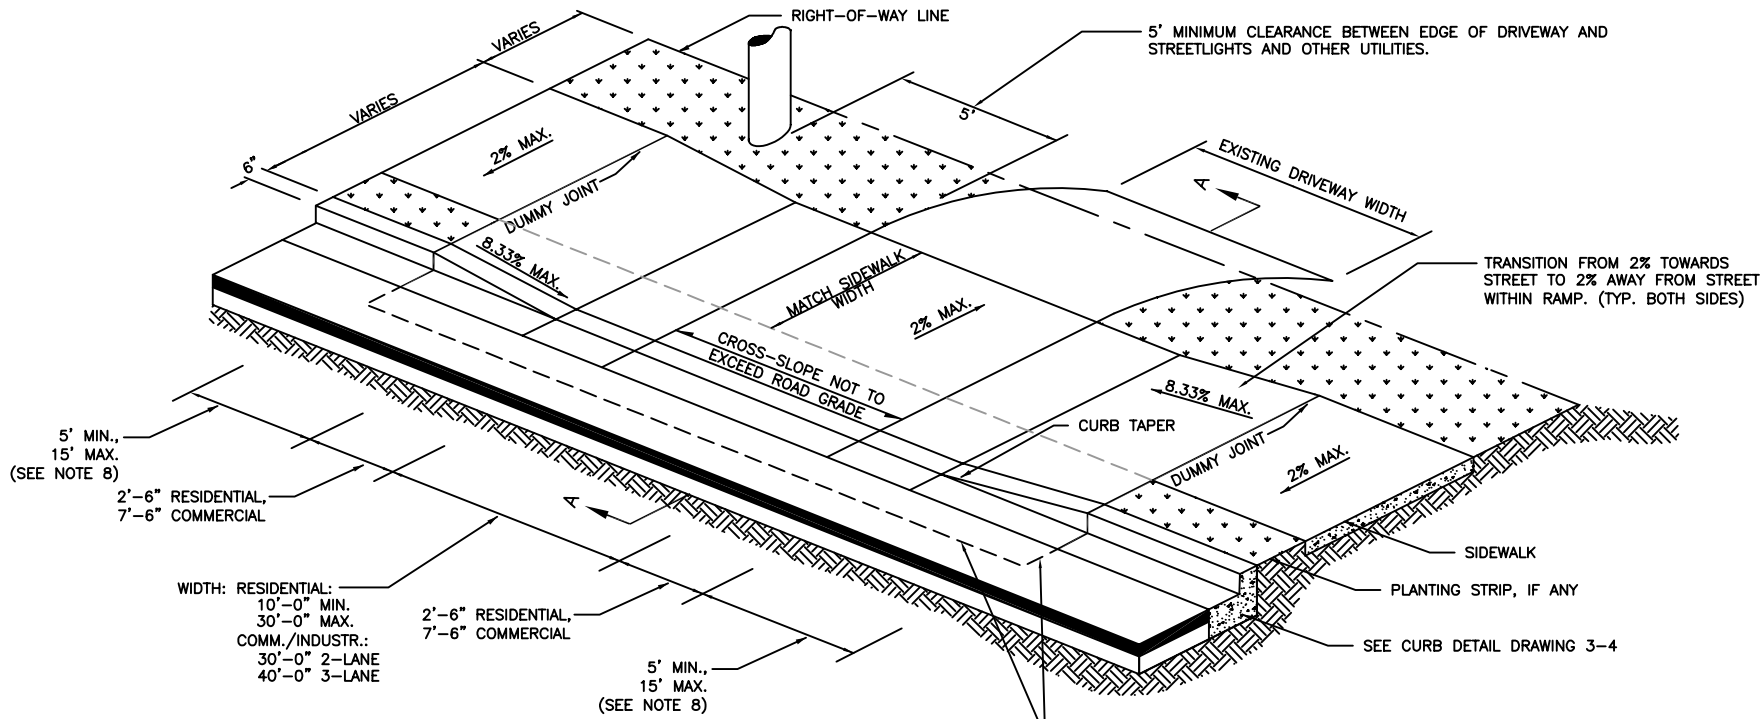 RIGHT-OF-WAY LINE
5' MINIMUM CLEARANCE BETWEEN EDGE OF DRIVEWAY AND
STREETLIGHTS AND OTHER UTILITIES.
VARIES
VARIES
6"
5'
2% MAX.
DUMMY JOINT
8.33% MAX.
EXISTING DRIVEWAY WIDTH
A
MATCH SIDEWALK
WIDTH
2% MAX.
CROSS-SLOPE NOT TO
EXCEED ROAD GRADE
TRANSITION FROM 2% TOWARDS
STREET TO 2% AWAY FROM STREET
WITHIN RAMP. (TYP. BOTH SIDES)
8.33% MAX.
CURB TAPER
DUMMY JOINT
2% MAX.
5' MIN.,
15' MAX.
(SEE NOTE 8)
2'-6" RESIDENTIAL,
7'-6" COMMERCIAL
A
WIDTH: RESIDENTIAL:
10'-0" MIN.
30'-0" MAX.
COMM./INDUSTR.:
30'-0" 2-LANE
40'-0" 3-LANE
2'-6" RESIDENTIAL,
7'-6" COMMERCIAL
5' MIN.,
15' MAX.
(SEE NOTE 8)
SIDEWALK
PLANTING STRIP, IF ANY
SEE CURB DETAIL DRAWING 3-4